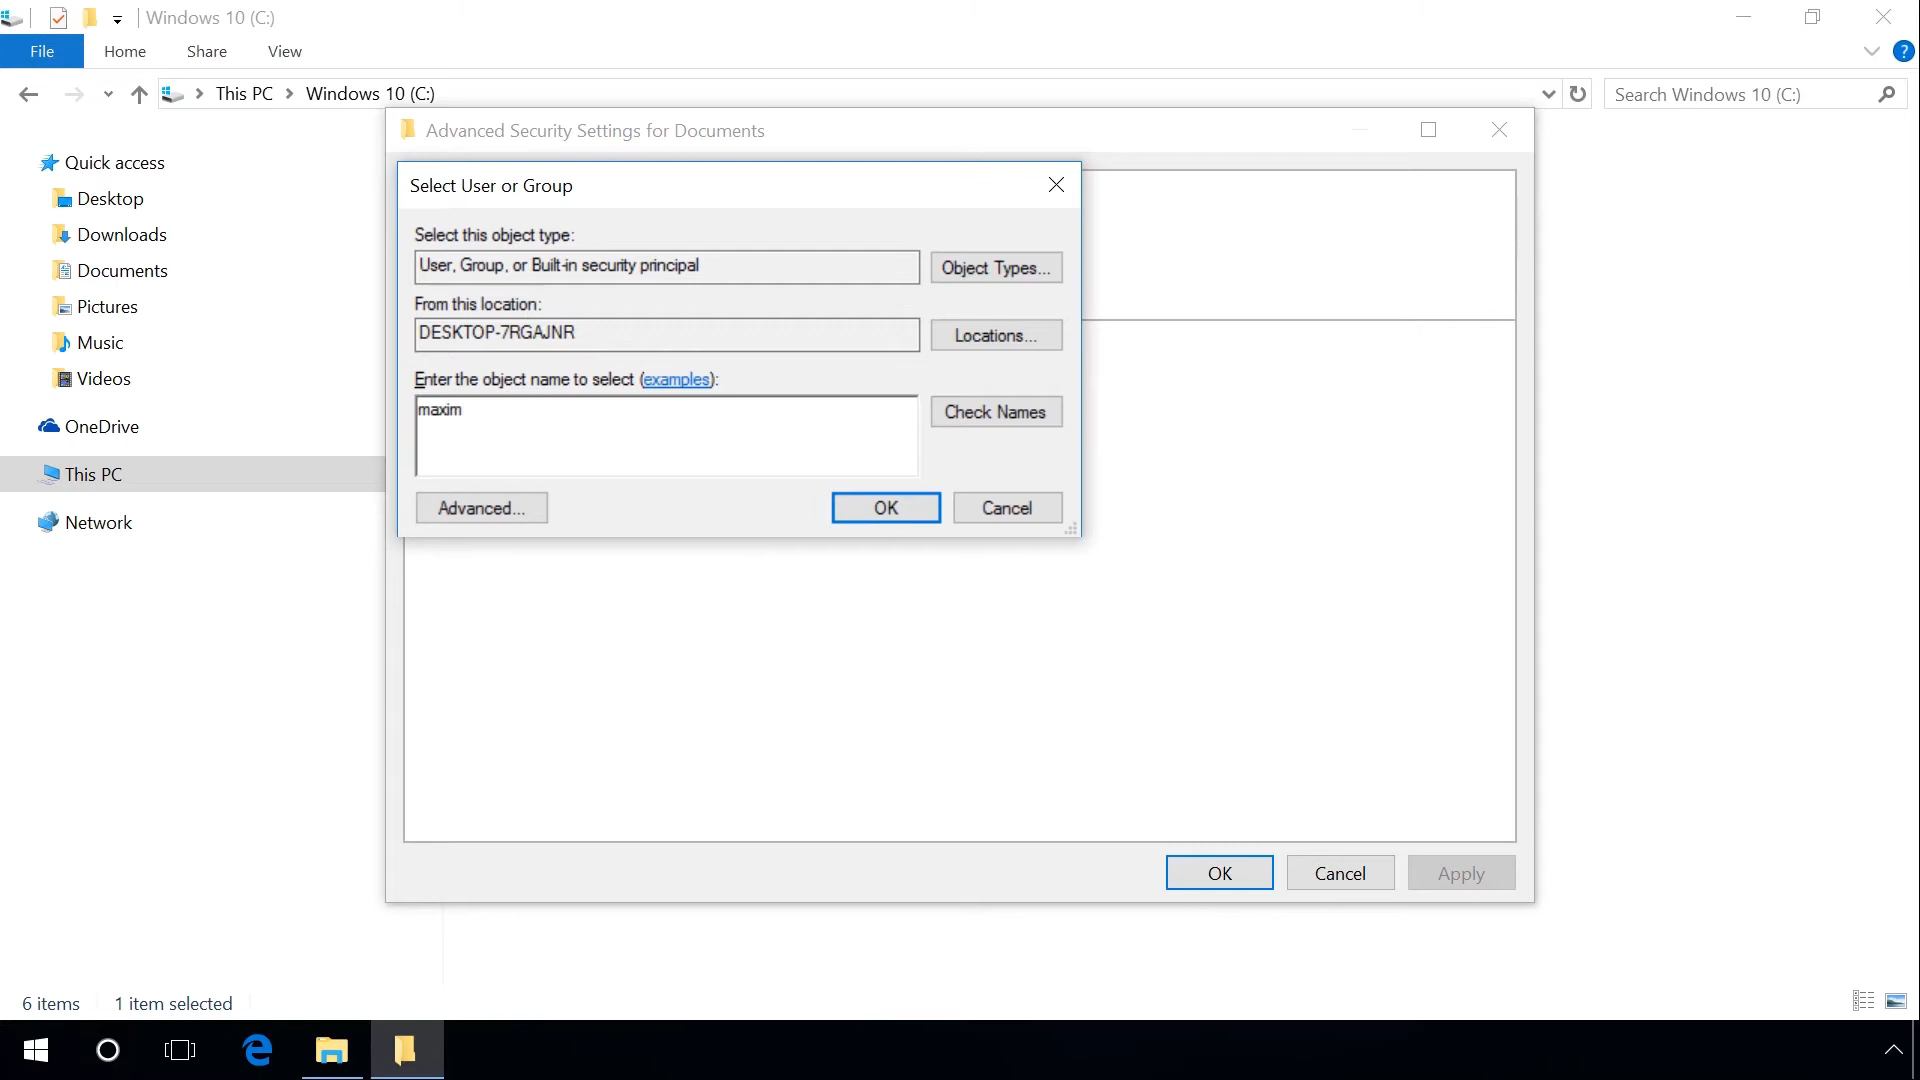 Windows 10 (C:)
File Home Share View
?
This PC Windows 10 (C:)
Search Windows 10 (C:)
Advanced Security Settings for Documents
Select User or Group
Quick access
Desktop
Downloads
Documents
Pictures
Music
Videos
OneDrive
This PC
Network
Select this object type:
User, Group, or Built-in security principal
Object Types...
From this location:
DESKTOP-7RGAJNR
Locations...
Enter the object name to select (examples):
maxim
Check Names
Advanced...
OK
Cancel
OK
Cancel
Apply
6 items 1 item selected